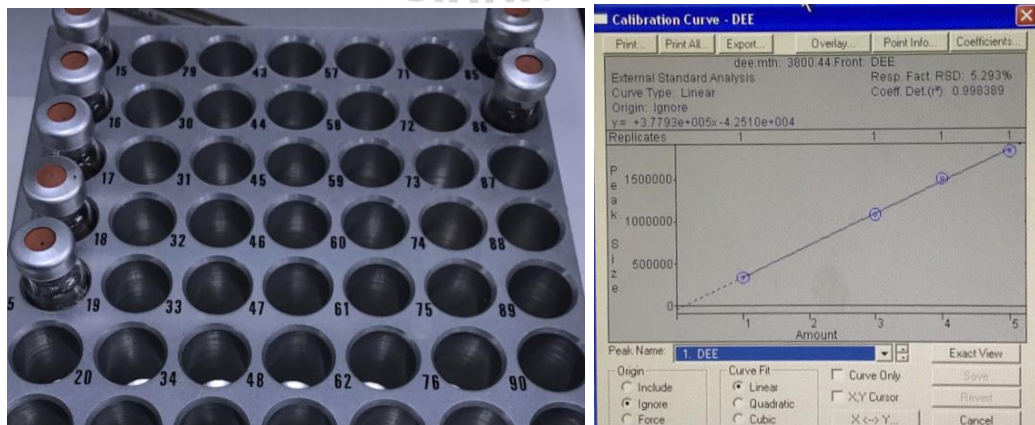 15 79 43 57 71 85
16 30 44 58 72 86
17 31 45 59 73 87
18 32 46 60 74 88
5 19 33 47 61 75 89
20 34 48 62 76 90
Calibration Curve - DEE
Print... Print All... Export... Overlay... Point Info... Coefficients...
dee.mth: 3800.44:Front: DEE
External Standard Analysis Resp. Fact. RSD: 5.293%
Curve Type: Linear Coeff. Det.(r²): 0.998389
Origin: Ignore
y = +3.7793e+005x -4.2510e+004
Replicates 1 1 1 1
Peak Size
1500000
1000000
500000
0
1 2 3 4 5
Amount
Peak Name: 1. DEE Exact View
Origin Curve Fit Curve Only Save
Include Linear X,Y Cursor Revert
Ignore Quadratic X <--> Y... Cancel
Force Cubic